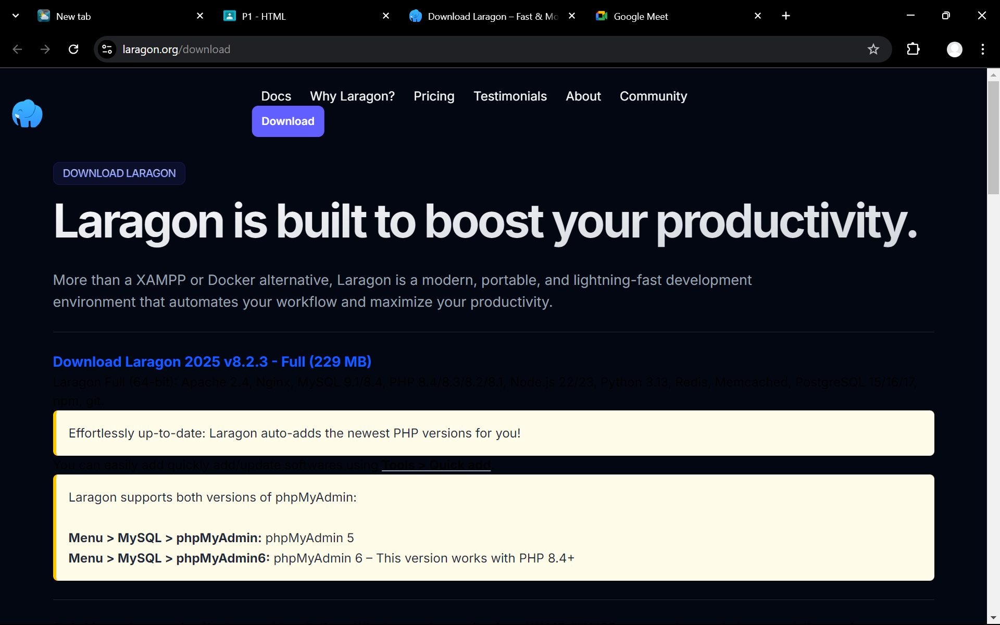 New tab
P1 - HTML
Download Laragon – Fast & Mo
Google Meet
laragon.org/download
Docs Why Laragon? Pricing Testimonials About Community
Download
DOWNLOAD LARAGON
Laragon is built to boost your productivity.
More than a XAMPP or Docker alternative, Laragon is a modern, portable, and lightning-fast development
environment that automates your workflow and maximize your productivity.
Download Laragon 2025 v8.2.3 - Full (229 MB)
Laragon Full (64-bit): Apache 2.4, Nginx, MySQL 9.1/8.4, PHP 8.4/8.3/8.2/8.1, Node.js 22/23, Python 3.13, Redis, Memcached, PostgreSQL 15/16/17,
npm, git.
Effortlessly up-to-date: Laragon auto-adds the newest PHP versions for you!
You can easily add quickly add/update softwares using Tools > Quick add.
Laragon supports both versions of phpMyAdmin:
Menu > MySQL > phpMyAdmin: phpMyAdmin 5
Menu > MySQL > phpMyAdmin6: phpMyAdmin 6 – This version works with PHP 8.4+